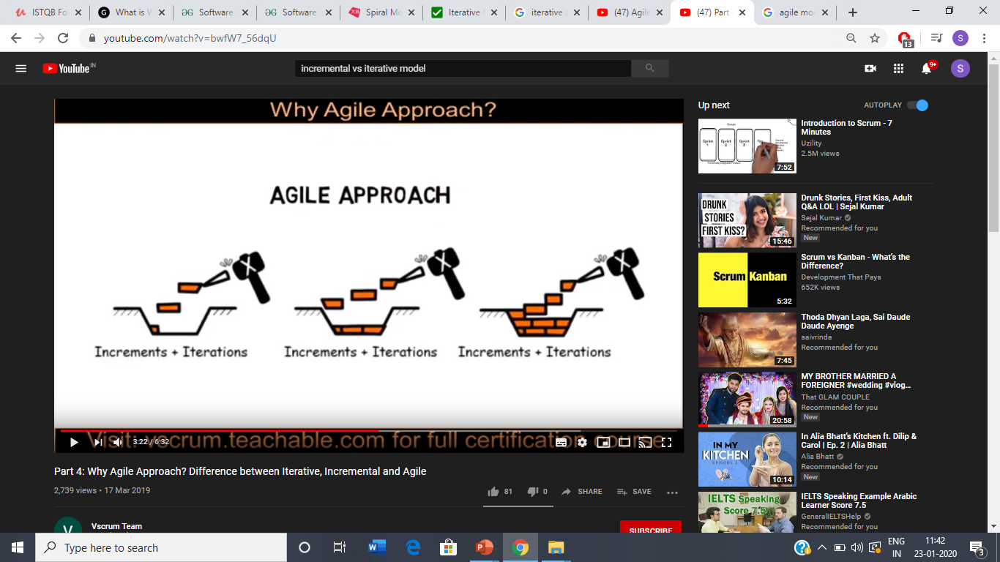 ISTQB Fou
What is V
Software
Software
Spiral Mo
Iterative
iterative a
(47) Agile
(47) Part
agile mod
youtube.com/watch?v=bwfW7_56dqU
13
S
YouTube IN
incremental vs iterative model
9+
S
Why Agile Approach?
AGILE APPROACH
Increments + Iterations
Increments + Iterations
Increments + Iterations
3:22 / 6:32
Visit: scrum.teachable.com for full certification course
Part 4: Why Agile Approach? Difference between Iterative, Incremental and Agile
2,739 views • 17 Mar 2019
81
0
SHARE
SAVE
V
Vscrum Team
SUBSCRIBE
Up next
AUTOPLAY
Scrum
Sprint 1
Sprint 2
Sprint 3
7:52
Introduction to Scrum - 7
Minutes
Uzility
2.5M views
DRUNK
STORIES
FIRST KISS?
15:46
Drunk Stories, First Kiss, Adult
Q&A LOL | Sejal Kumar
Sejal Kumar
Recommended for you
New
Scrum Kanban
5:32
Scrum vs Kanban - What's the
Difference?
Development That Pays
652K views
7:45
Thoda Dhyan Laga, Sai Daude
Daude Ayenge
saivrinda
Recommended for you
20:58
MY BROTHER MARRIED A
FOREIGNER #wedding #vlog...
That GLAM COUPLE
Recommended for you
New
IN MY
KITCHEN
EPISODE 2
Alia
10:14
In Alia Bhatt's Kitchen ft. Dilip &
Carol | Ep. 2 | Alia Bhatt
Alia Bhatt
Recommended for you
New
IELTS Speaking
Score 7.5
IELTS Speaking Example Arabic
Learner Score 7.5
GeneralIELTSHelp
Recommended for you
Type here to search
ENG
IN
11:42
23-01-2020
3